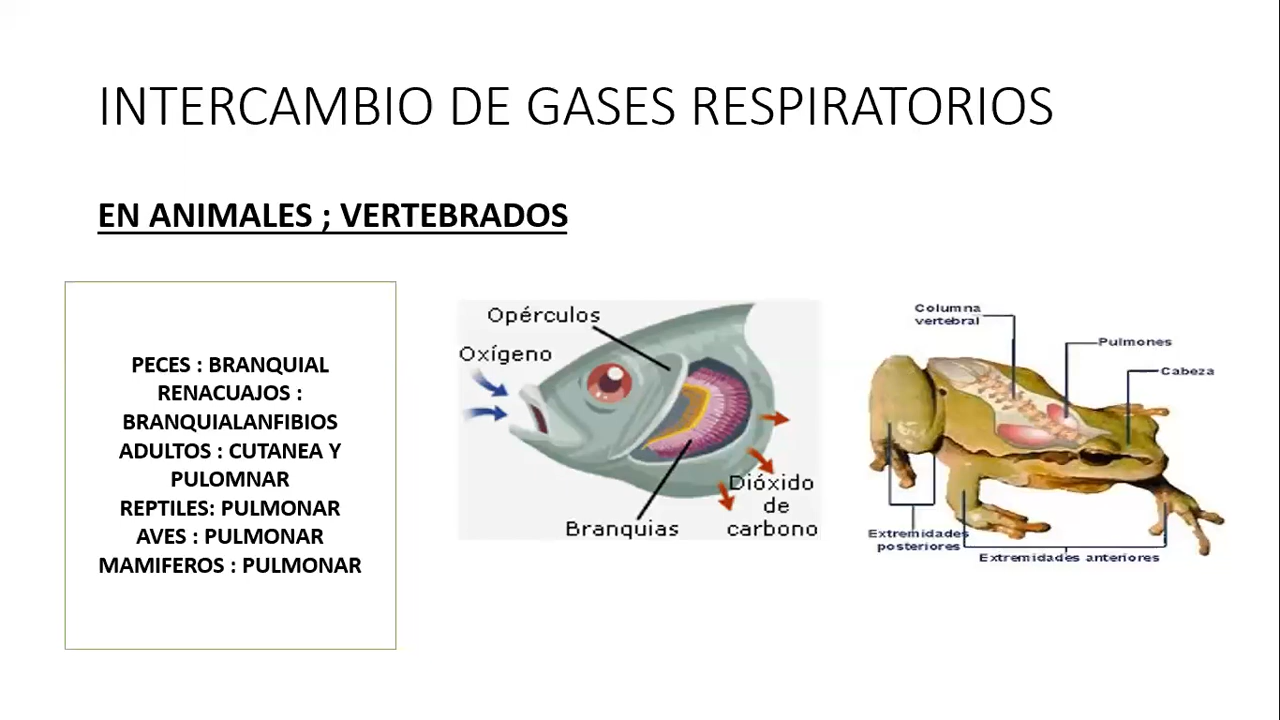 INTERCAMBIO DE GASES RESPIRATORIOS
EN ANIMALES ; VERTEBRADOS
PECES : BRANQUIAL
RENACUAJOS :
BRANQUIALANFIBIOS
ADULTOS : CUTANEA Y
PULOMNAR
REPTILES: PULMONAR
AVES : PULMONAR
MAMIFEROS : PULMONAR
Opérculos
Oxígeno
Branquias
Dióxido
de
carbono
Columna
vertebral
Pulmones
Cabeza
Extremidades
posteriores
Extremidades anteriores